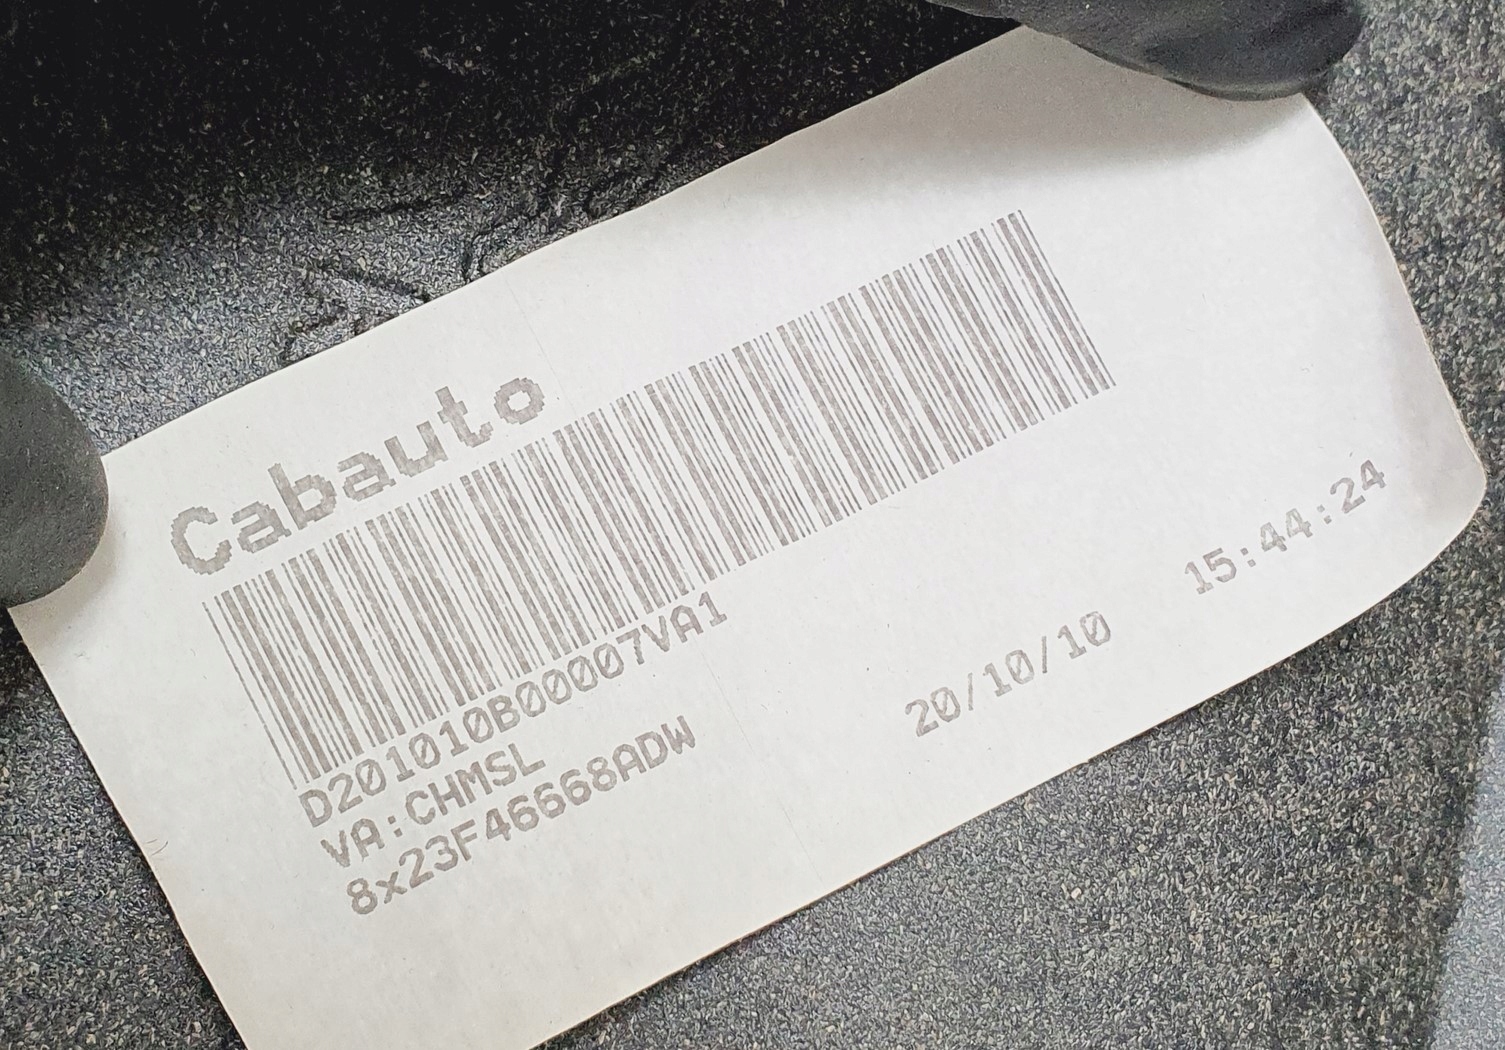 Cabauto
D201010B00007VA1
VA:CHMSL
8x23F46668ADW
20/10/10 15:44:24